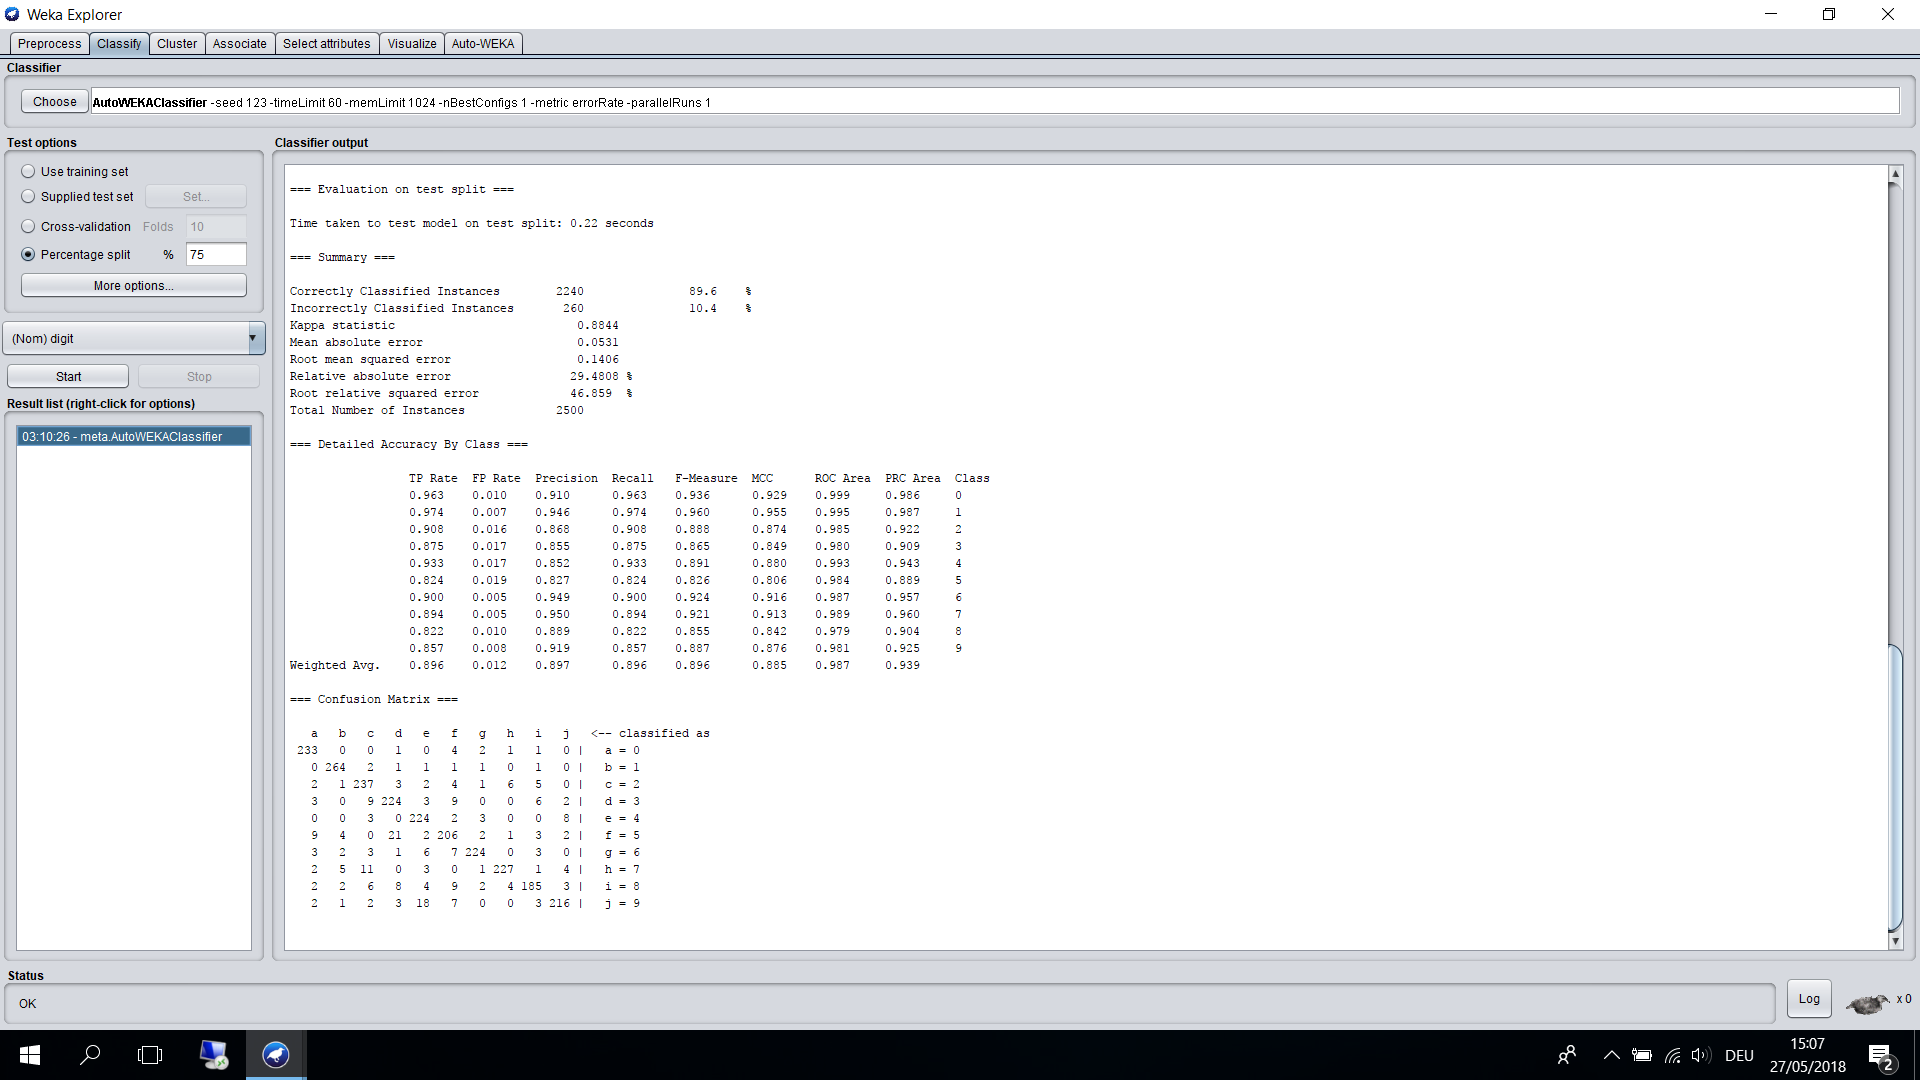 Weka Explorer
Preprocess Classify Cluster Associate Select attributes Visualize Auto-WEKA
Classifier
Choose AutoWEKAClassifier -seed 123 -timeLimit 60 -memLimit 1024 -nBestConfigs 1 -metric errorRate -parallelRuns 1
Test options
Use training set
Supplied test set Set...
Cross-validation Folds 10
Percentage split % 75
More options...
(Nom) digit
Start Stop
Result list (right-click for options)
03:10:26 - meta.AutoWEKAClassifier
Classifier output
=== Evaluation on test split ===
Time taken to test model on test split: 0.22 seconds
=== Summary ===
Correctly Classified Instances 2240 89.6 %
Incorrectly Classified Instances 260 10.4 %
Kappa statistic 0.8844
Mean absolute error 0.0531
Root mean squared error 0.1406
Relative absolute error 29.4808 %
Root relative squared error 46.859 %
Total Number of Instances 2500
=== Detailed Accuracy By Class ===
TP Rate FP Rate Precision Recall F-Measure MCC ROC Area PRC Area Class
0.963 0.010 0.910 0.963 0.936 0.929 0.999 0.986 0
0.974 0.007 0.946 0.974 0.960 0.955 0.995 0.987 1
0.908 0.016 0.868 0.908 0.888 0.874 0.985 0.922 2
0.875 0.017 0.855 0.875 0.865 0.849 0.980 0.909 3
0.933 0.017 0.852 0.933 0.891 0.880 0.993 0.943 4
0.824 0.019 0.827 0.824 0.826 0.806 0.984 0.889 5
0.900 0.005 0.949 0.900 0.924 0.916 0.987 0.957 6
0.894 0.005 0.950 0.894 0.921 0.913 0.989 0.960 7
0.822 0.010 0.889 0.822 0.855 0.842 0.979 0.904 8
0.857 0.008 0.919 0.857 0.887 0.876 0.981 0.925 9
Weighted Avg. 0.896 0.012 0.897 0.896 0.896 0.885 0.987 0.939
=== Confusion Matrix ===
a b c d e f g h i j <-- classified as
233 0 0 1 0 4 2 1 1 0 | a = 0
0 264 2 1 1 1 1 0 1 0 | b = 1
2 1 237 3 2 4 1 6 5 0 | c = 2
3 0 9 224 3 9 0 0 6 2 | d = 3
0 0 3 0 224 2 3 0 0 8 | e = 4
9 4 0 21 2 206 2 1 3 2 | f = 5
3 2 3 1 6 7 224 0 3 0 | g = 6
2 5 11 0 3 0 1 227 1 4 | h = 7
2 2 6 8 4 9 2 4 185 3 | i = 8
2 1 2 3 18 7 0 0 3 216 | j = 9
Status
OK
Log
x 0
DEU
15:07
27/05/2018
2